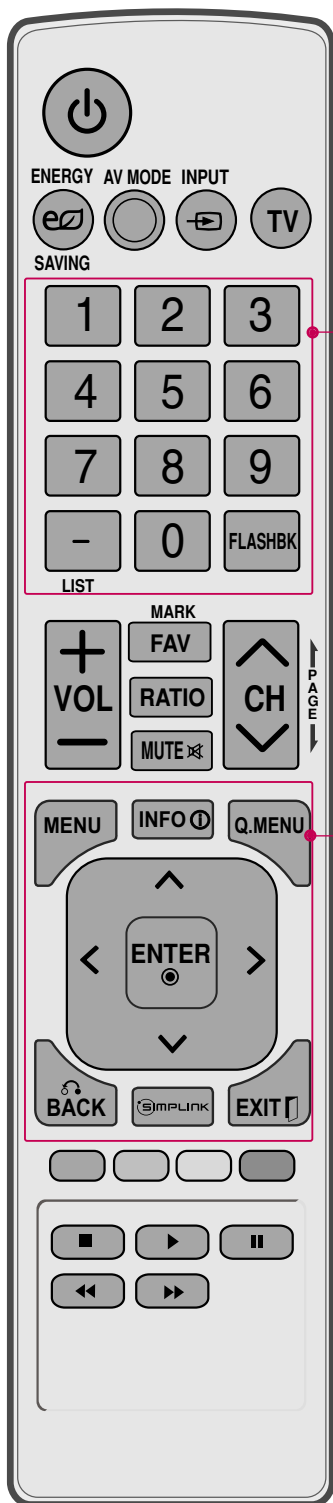 ENERGY AV MODE INPUT
TV
SAVING
1 2 3
4 5 6
7 8 9
- 0 FLASHBK
LIST
MARK
FAV
+ VOL - RATIO CH PAGE
MUTE
MENU INFO i Q.MENU
ENTER
BACK SIMPLINK EXIT